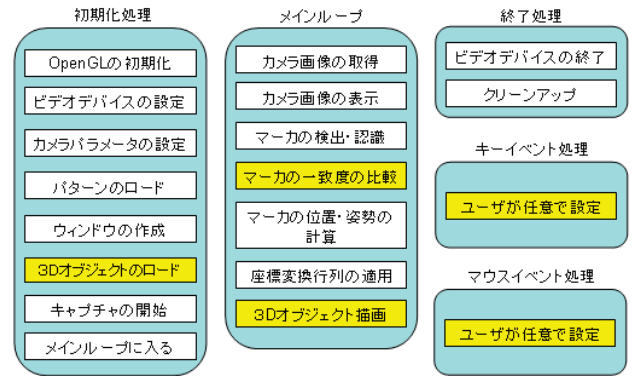 初期化処理
OpenGLの初期化
ビデオデバイスの設定
カメラパラメータの設定
パターンのロード
ウィンドウの作成
3Dオブジェクトのロード
キャプチャの開始
メインループに入る
メインループ
カメラ画像の取得
カメラ画像の表示
マーカの検出・認識
マーカの一致度の比較
マーカの位置・姿勢の
計算
座標変換行列の適用
3Dオブジェクト描画
終了処理
ビデオデバイスの終了
クリーンアップ
キーイベント処理
ユーザが任意で設定
マウスイベント処理
ユーザが任意で設定